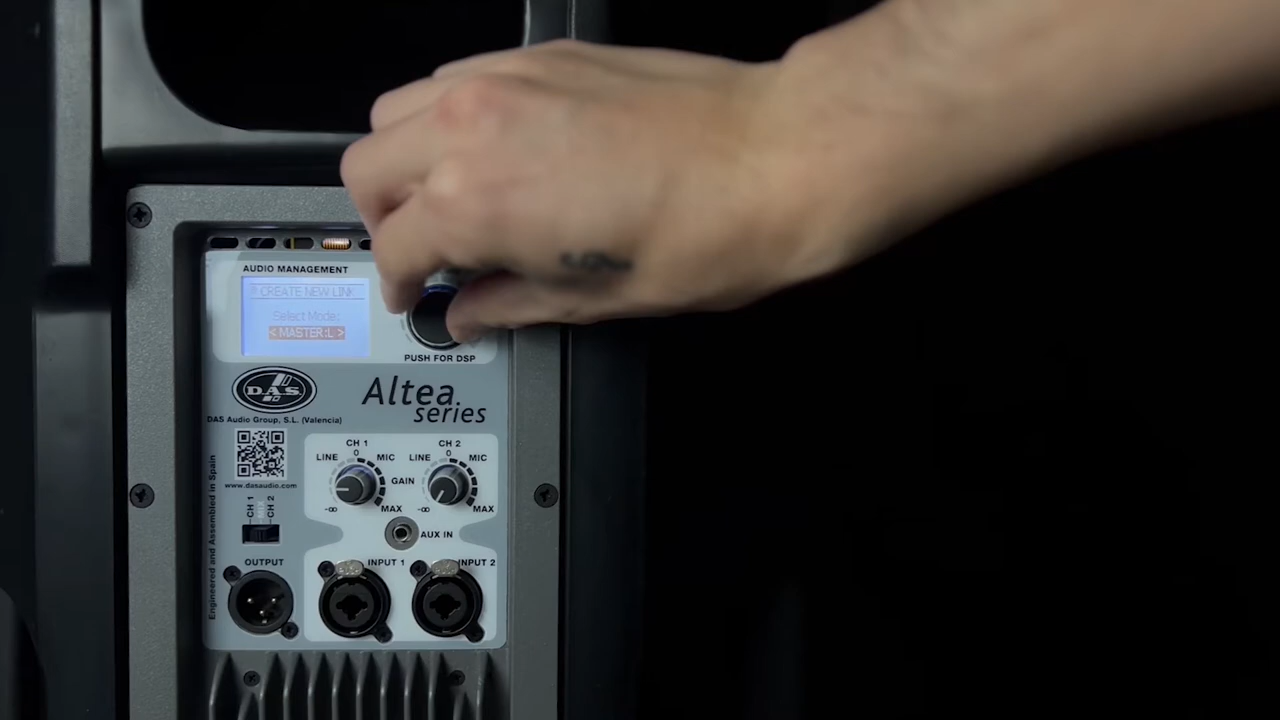 AUDIO MANAGEMENT
CREATE NEW LINK
Select Mode:
< MASTER:L >
PUSH FOR DSP
D.A.S.
Altea
series
DAS Audio Group, S.L. (Valencia)
www.dasaudio.com
Engineered and Assembled in Spain
CH 1
0
LINE MIC
-∞ MAX
GAIN
CH 2
0
LINE MIC
-∞ MAX
CH 1
MIX
CH 2
AUX IN
OUTPUT
INPUT 1
INPUT 2